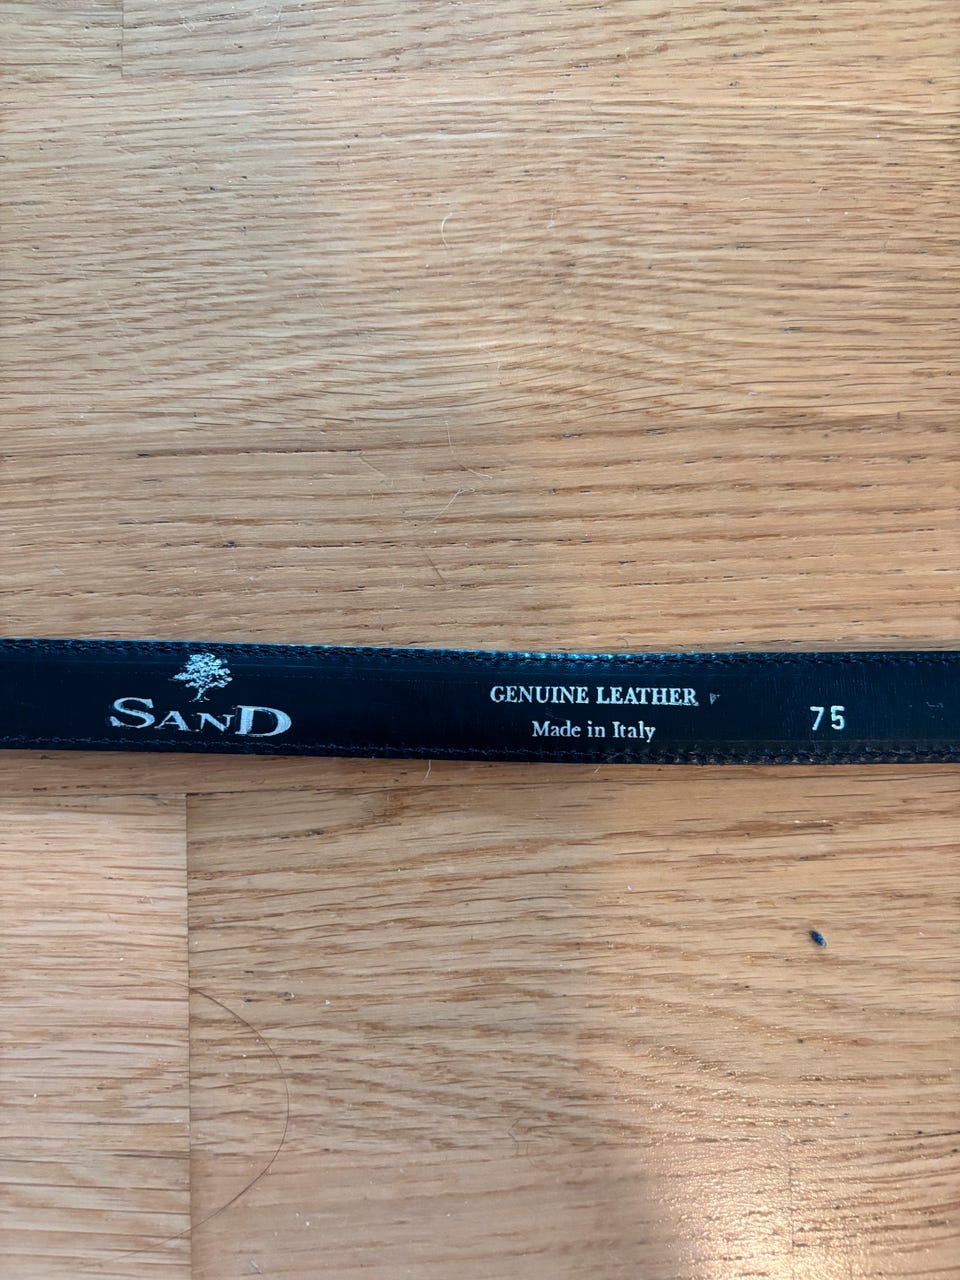 SAND
GENUINE LEATHER
Made in Italy
75